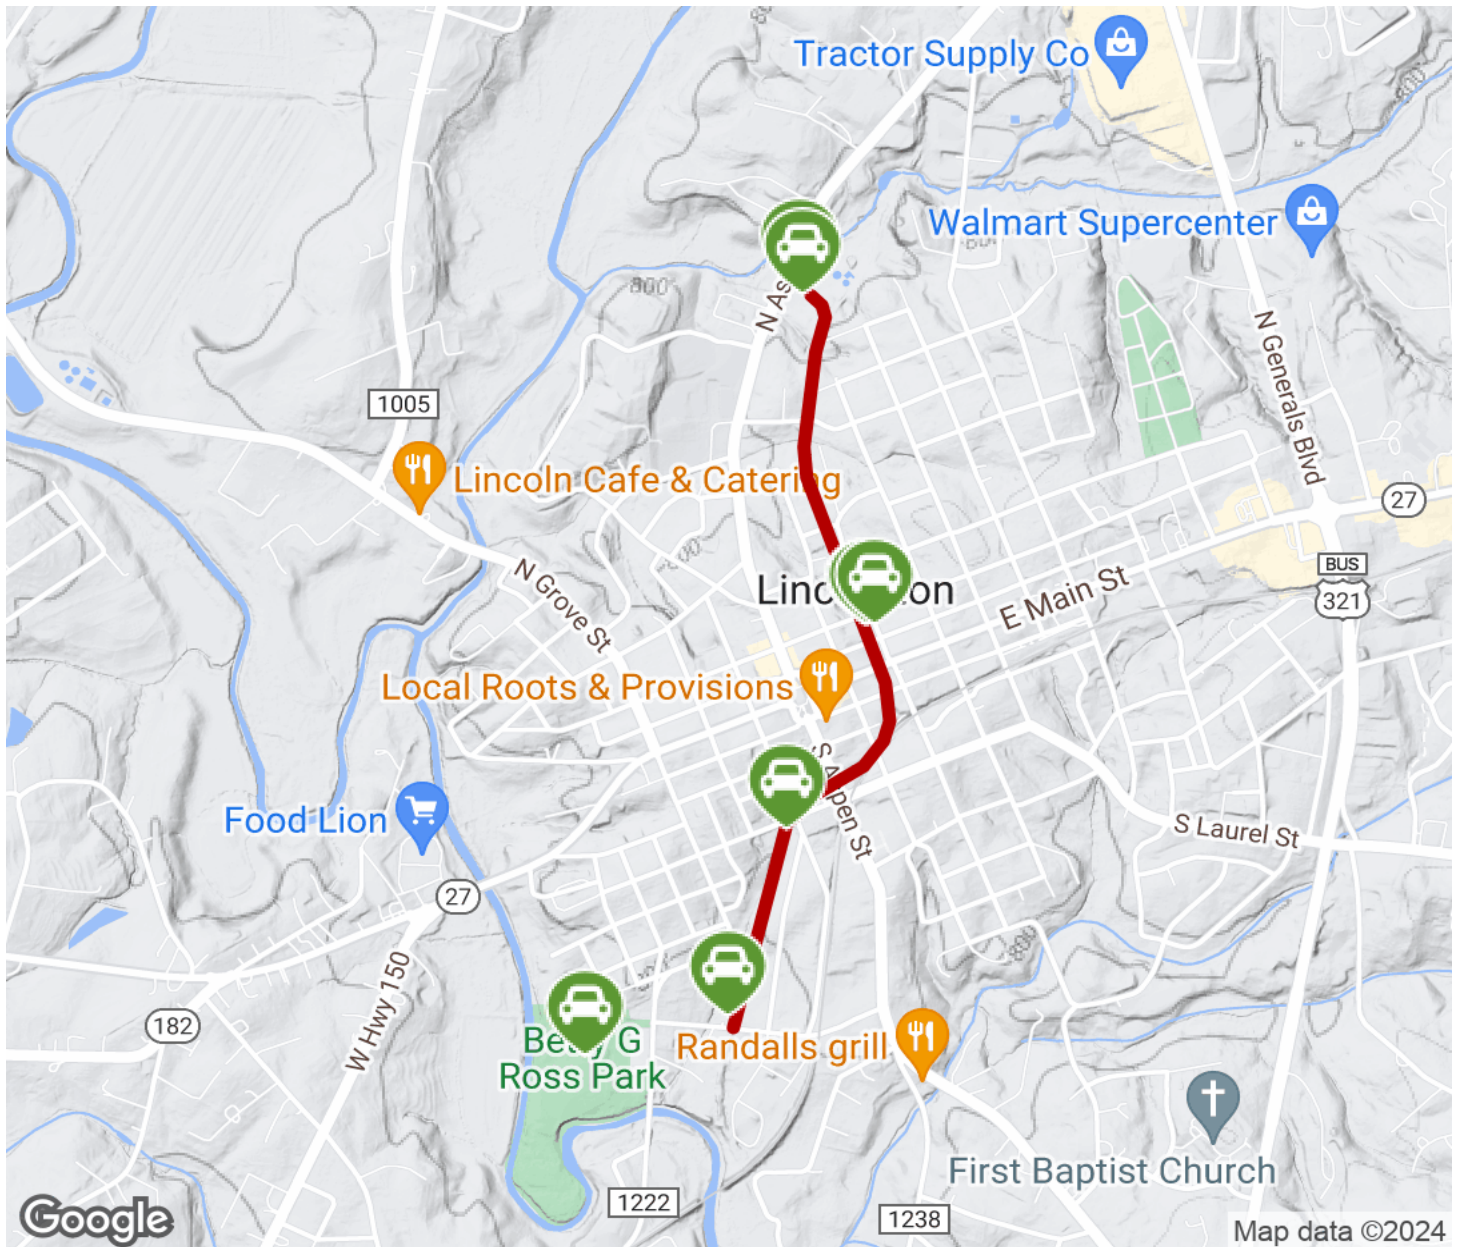 Tractor Supply Co
Walmart Supercenter
800
N As
N Generals Blvd
1005
Lincoln Cafe & Catering
27
N Grove St
Linc on
E Main St
BUS
321
Local Roots & Provisions
S Aspen St
Food Lion
S Laurel St
27
W Hwy 150
182
Betty G
Ross Park
Randalls grill
First Baptist Church
1222
1238
Google
Map data ©2024